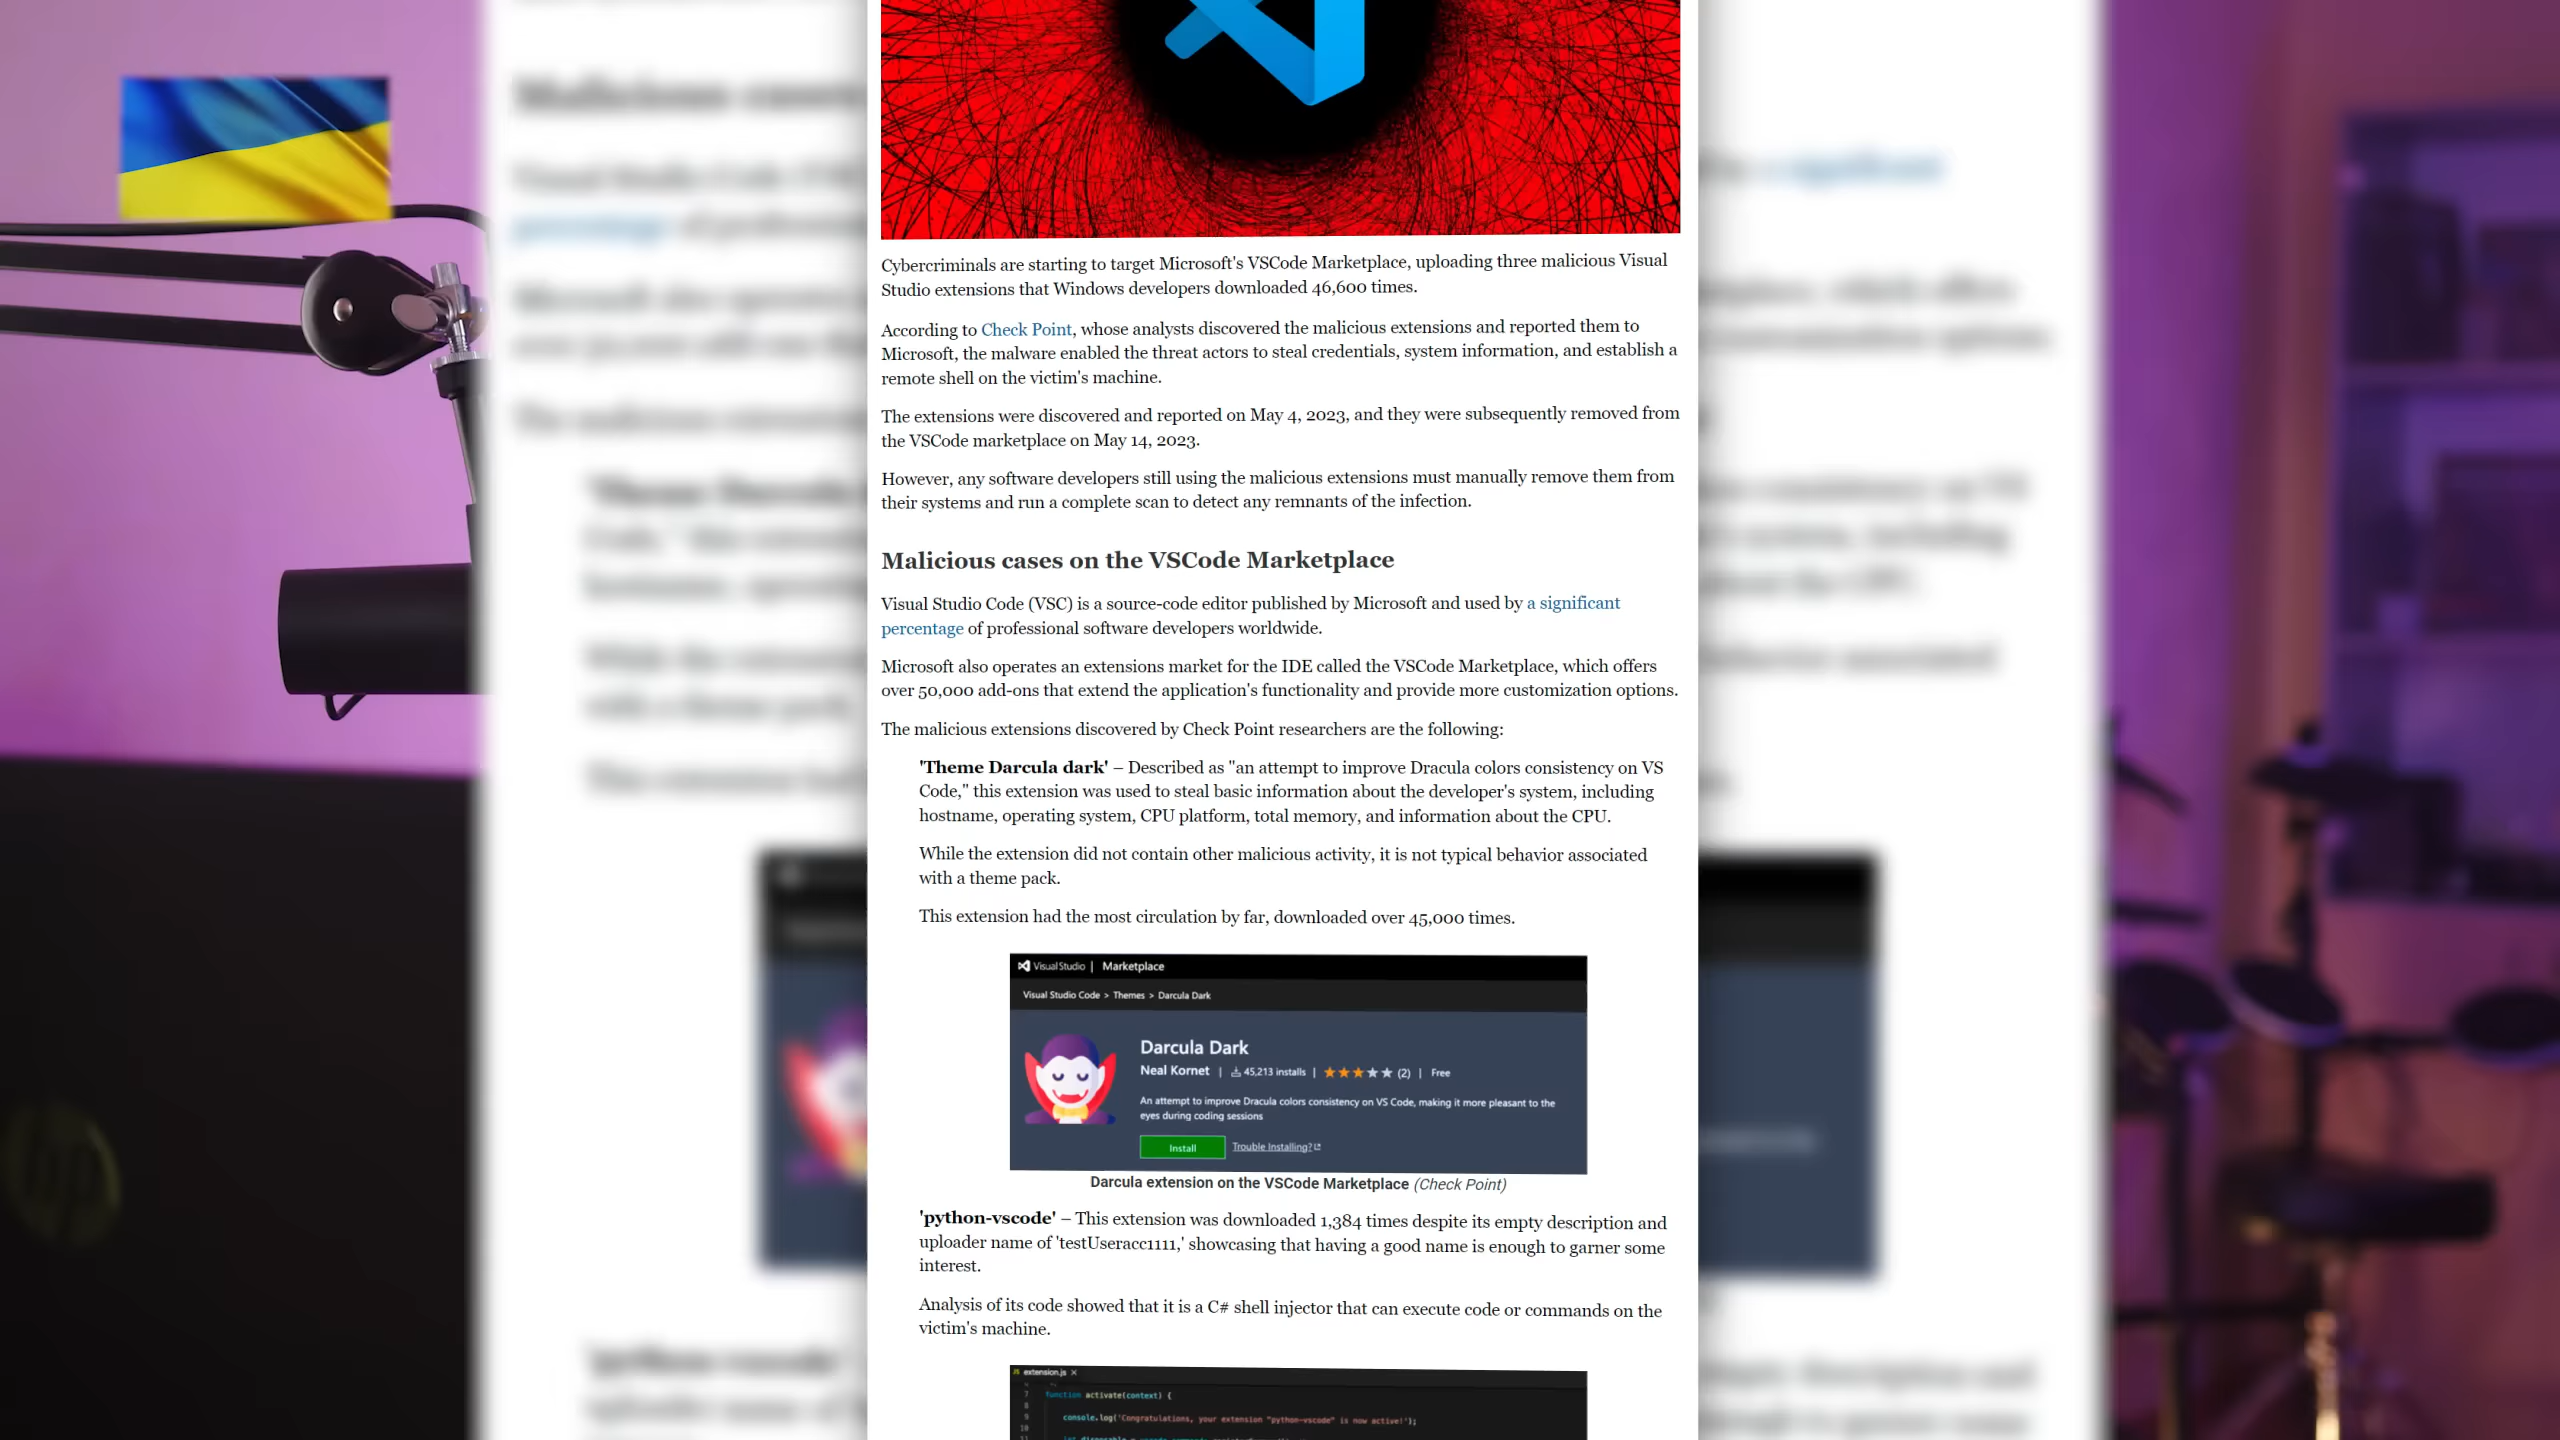 Cybercriminals are starting to target Microsoft's VSCode Marketplace, uploading three malicious Visual
Studio extensions that Windows developers downloaded 46,600 times.
According to Check Point, whose analysts discovered the malicious extensions and reported them to
Microsoft, the malware enabled the threat actors to steal credentials, system information, and establish a
remote shell on the victim's machine.
The extensions were discovered and reported on May 4, 2023, and they were subsequently removed from
the VSCode marketplace on May 14, 2023.
However, any software developers still using the malicious extensions must manually remove them from
their systems and run a complete scan to detect any remnants of the infection.
Malicious cases on the VSCode Marketplace
Visual Studio Code (VSC) is a source-code editor published by Microsoft and used by a significant
percentage of professional software developers worldwide.
Microsoft also operates an extensions market for the IDE called the VSCode Marketplace, which offers
over 50,000 add-ons that extend the application's functionality and provide more customization options.
The malicious extensions discovered by Check Point researchers are the following:
'Theme Darcula dark' – Described as "an attempt to improve Dracula colors consistency on VS
Code," this extension was used to steal basic information about the developer's system, including
hostname, operating system, CPU platform, total memory, and information about the CPU.
While the extension did not contain other malicious activity, it is not typical behavior associated
with a theme pack.
This extension had the most circulation by far, downloaded over 45,000 times.
Visual Studio | Marketplace
Visual Studio Code > Themes > Darcula Dark
Darcula Dark
Neal Kornet | 45,213 installs | (2) | Free
An attempt to improve Dracula colors consistency on VS Code, making it more pleasant to the
eyes during coding sessions
Install Trouble Installing?
Darcula extension on the VSCode Marketplace (Check Point)
'python-vscode' – This extension was downloaded 1,384 times despite its empty description and
uploader name of 'testUseracc1111,' showcasing that having a good name is enough to garner some
interest.
Analysis of its code showed that it is a C# shell injector that can execute code or commands on the
victim's machine.
JS extension.js ×
7 function activate(context) {
8
9 console.log('Congratulations, your extension "python-vscode" is now active!');
10